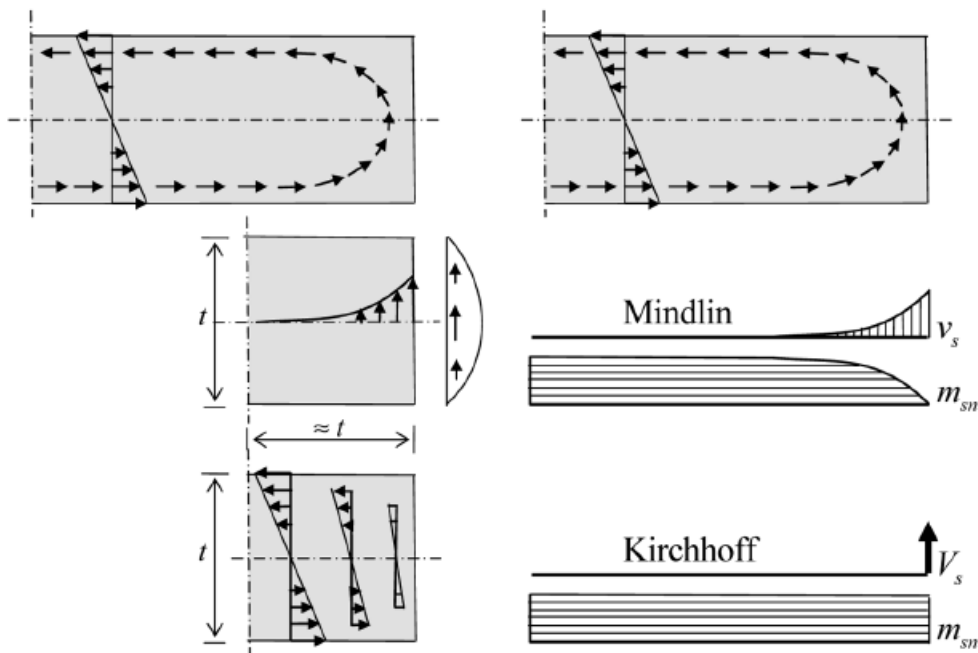 t
Mindlin
v_s
m_sn
≈ t
t
Kirchhoff
V_s
m_sn